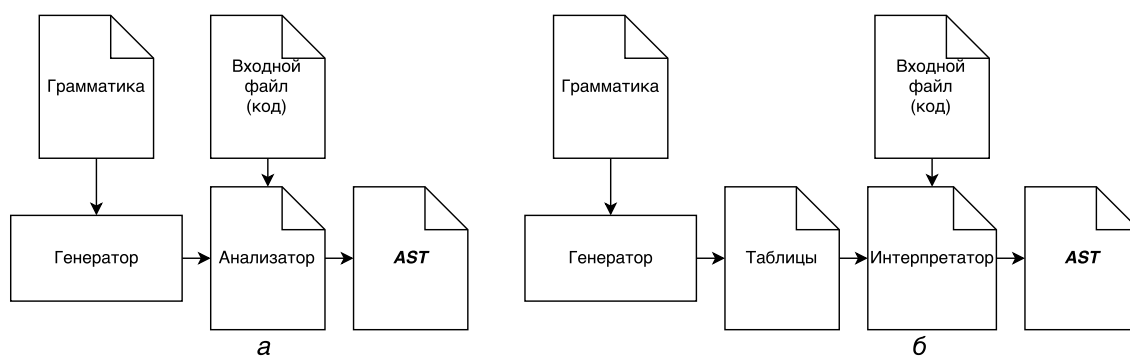 Грамматика
Входной
файл
(код)
Генератор
Анализатор
AST
а
Грамматика
Входной
файл
(код)
Генератор
Таблицы
Интерпретатор
AST
б